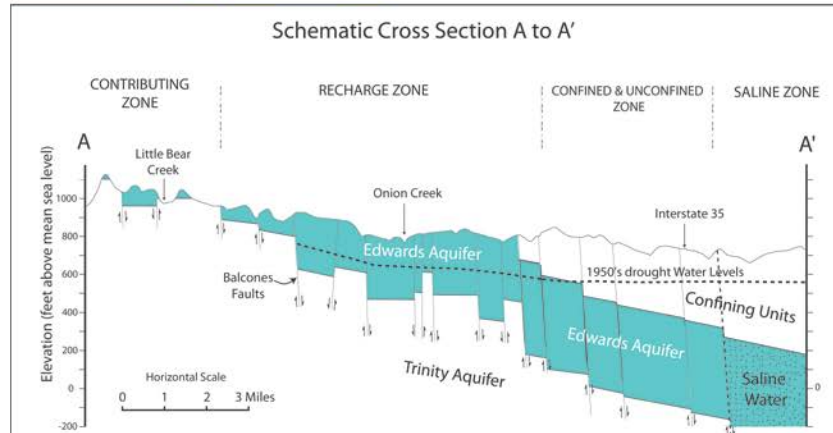 Schematic Cross Section A to A'
CONTRIBUTING
ZONE
RECHARGE ZONE
CONFINED & UNCONFINED
ZONE
SALINE ZONE
A
A'
Little Bear
Creek
Onion Creek
Interstate 35
1000
800
600
400
200
0
-200
Elevation (feet above mean sea level)
Edwards Aquifer
1950's drought Water Levels
Balcones
Faults
Confining Units
Edwards Aquifer
Trinity Aquifer
Saline
Water
0
Horizontal Scale
0 1 2 3 Miles